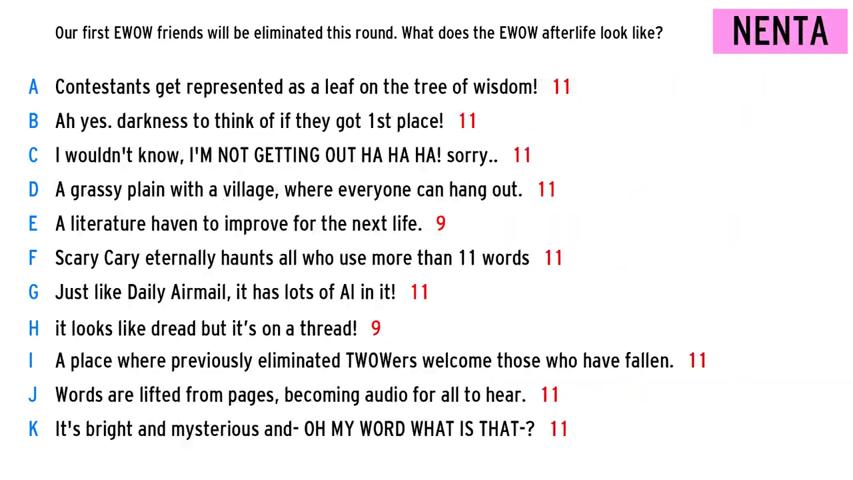 Our first EWOW friends will be eliminated this round. What does the EWOW afterlife look like?
NENTA
A Contestants get represented as a leaf on the tree of wisdom! 11
B Ah yes. darkness to think of if they got 1st place! 11
C I wouldn't know, I'M NOT GETTING OUT HA HA HA! sorry.. 11
D A grassy plain with a village, where everyone can hang out. 11
E A literature haven to improve for the next life. 9
F Scary Cary eternally haunts all who use more than 11 words 11
G Just like Daily Airmail, it has lots of AI in it! 11
H it looks like dread but it’s on a thread! 9
I A place where previously eliminated TWOWers welcome those who have fallen. 11
J Words are lifted from pages, becoming audio for all to hear. 11
K It's bright and mysterious and- OH MY WORD WHAT IS THAT-? 11